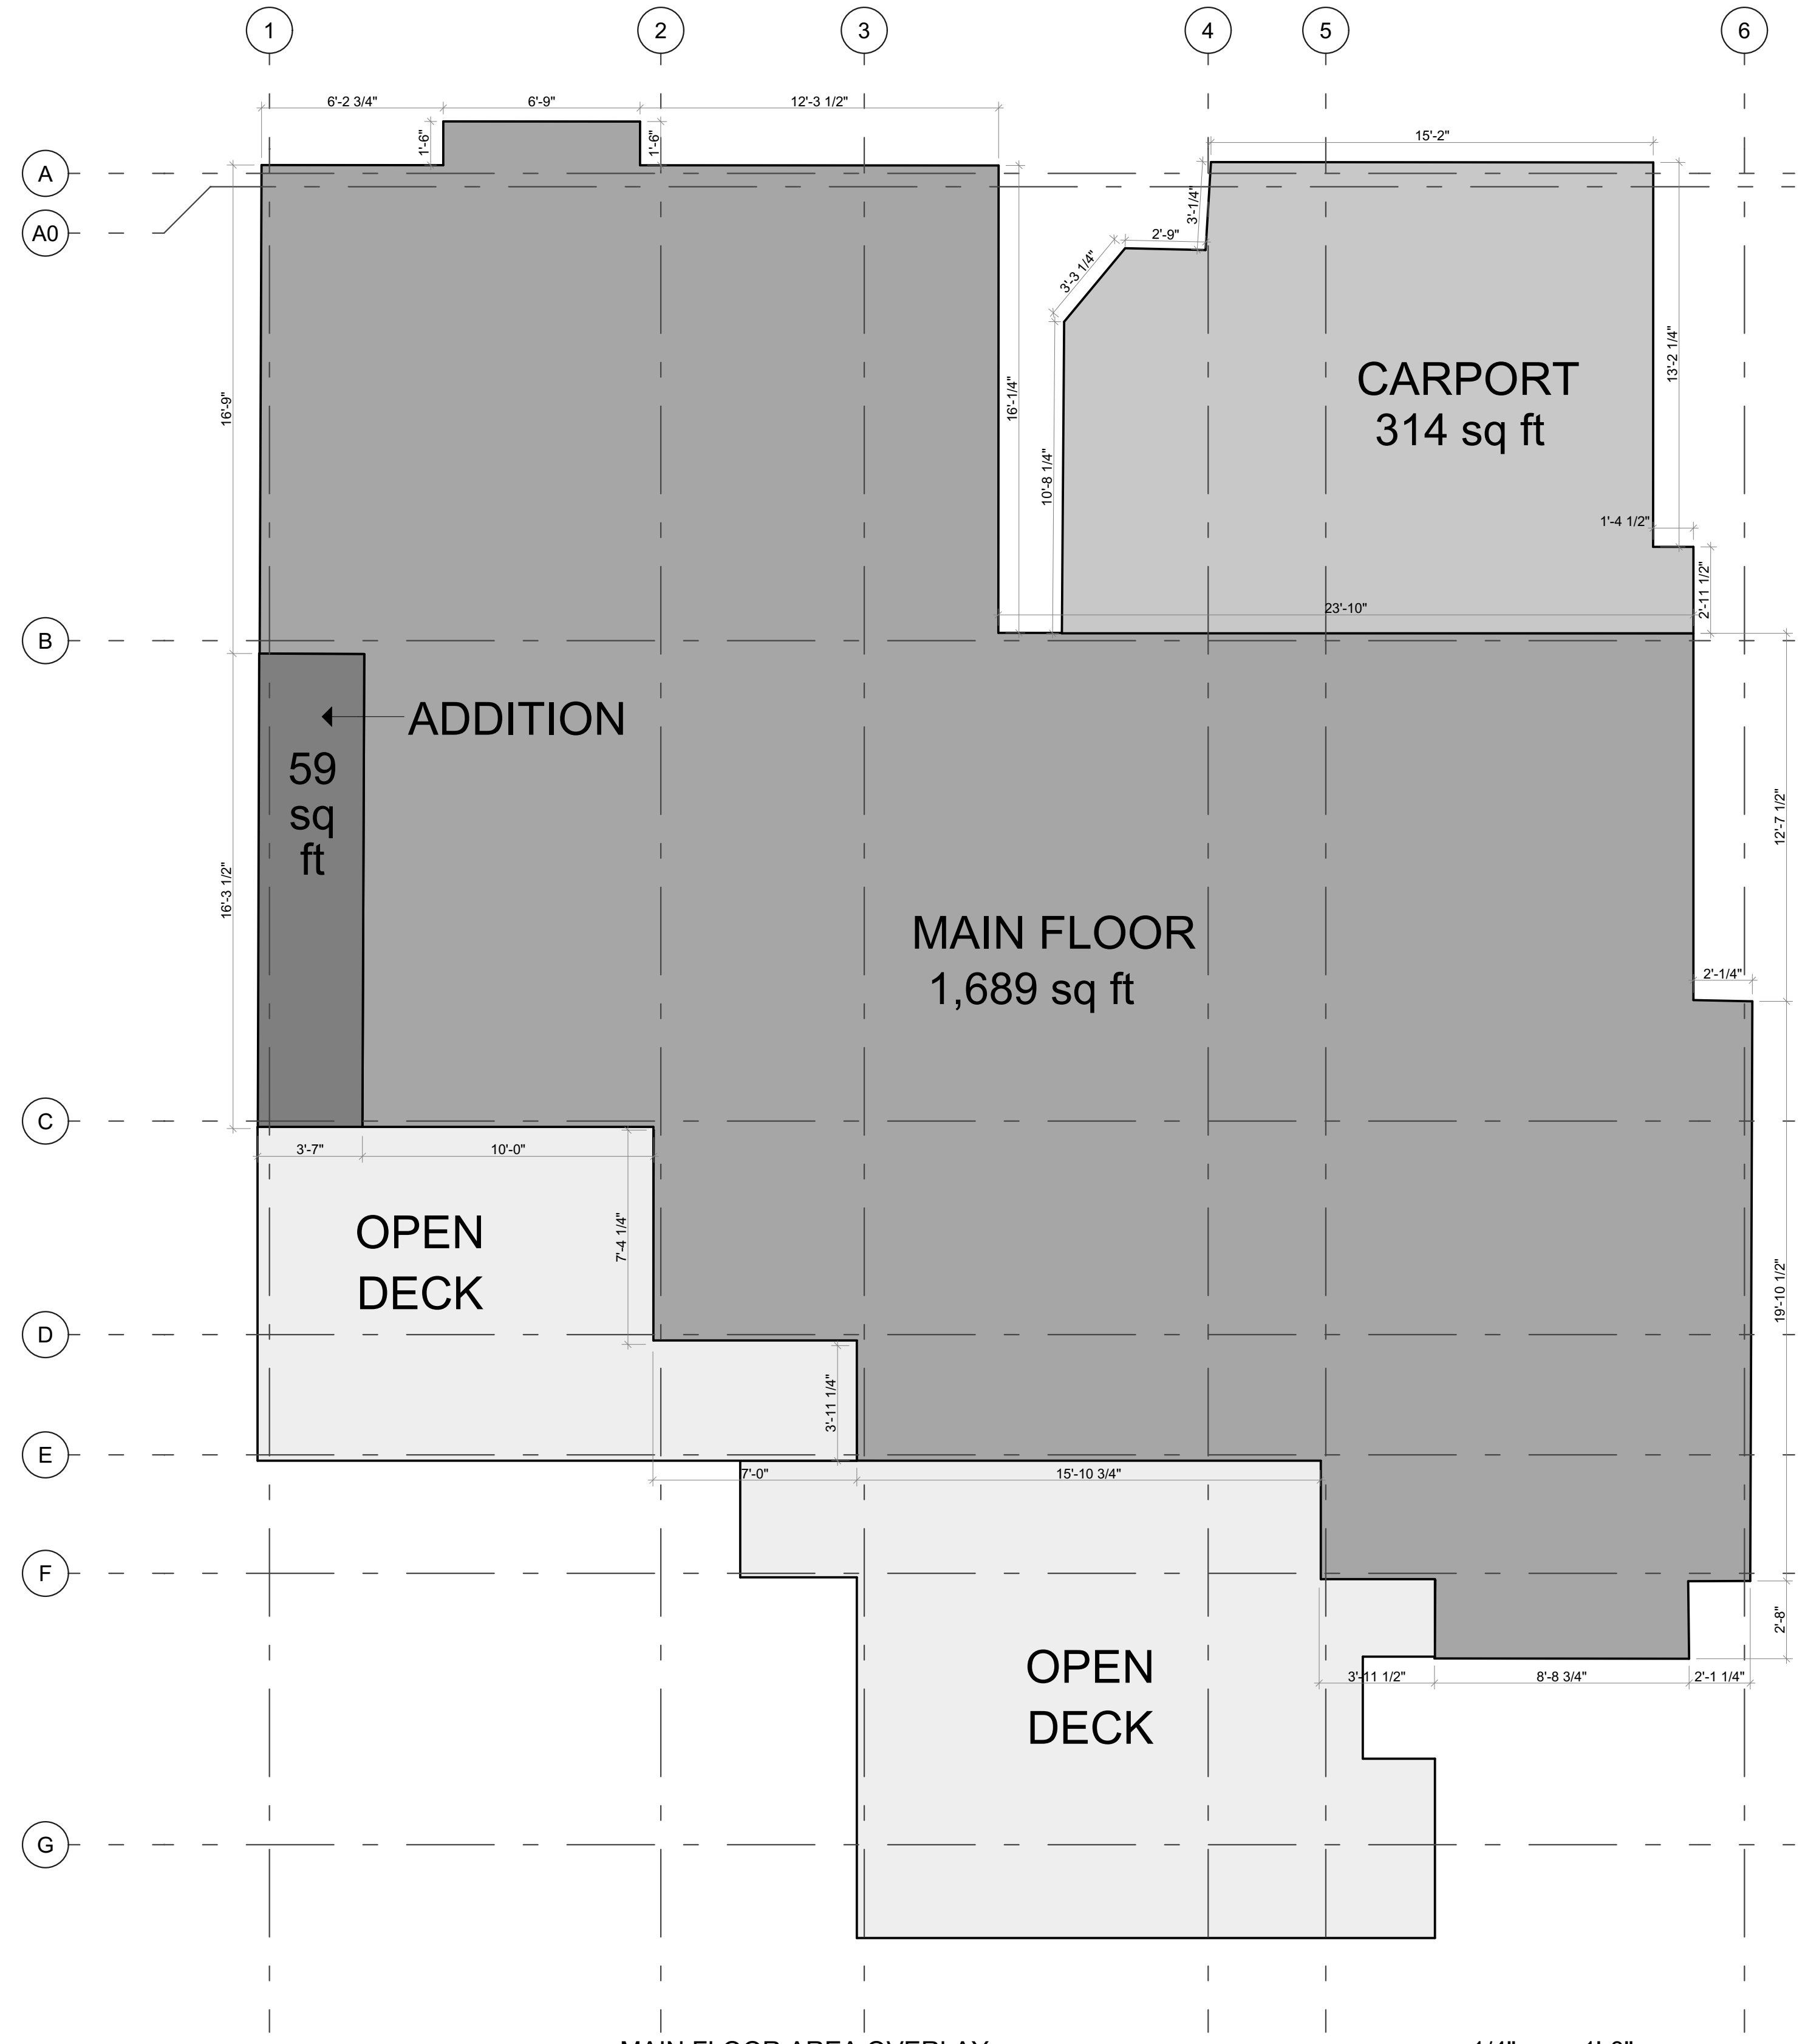 1 2 3 4 5 6
6'-2 3/4" 6'-9" 12'-3 1/2"
1'-6" 1'-6"
15'-2"
A
A0
3'-1/4"
2'-9"
3'-3 1/4"
13'-2 1/4"
CARPORT
314 sq ft
16'-9"
16'-1/4"
10'-8 1/4"
1'-4 1/2"
2'-11 1/2"
23'-10"
B
ADDITION
59
sq
ft
12'-7 1/2"
16'-3 1/2"
MAIN FLOOR
1,689 sq ft
2'-1/4"
C
3'-7" 10'-0"
OPEN
DECK
7'-4 1/4"
19'-10 1/2"
D
3'-11 1/4"
E
7'-0" 15'-10 3/4"
F
2'-8"
OPEN
DECK
3'-11 1/2" 8'-8 3/4" 2'-1 1/4"
G
MAIN FLOOR AREA OVERLAY